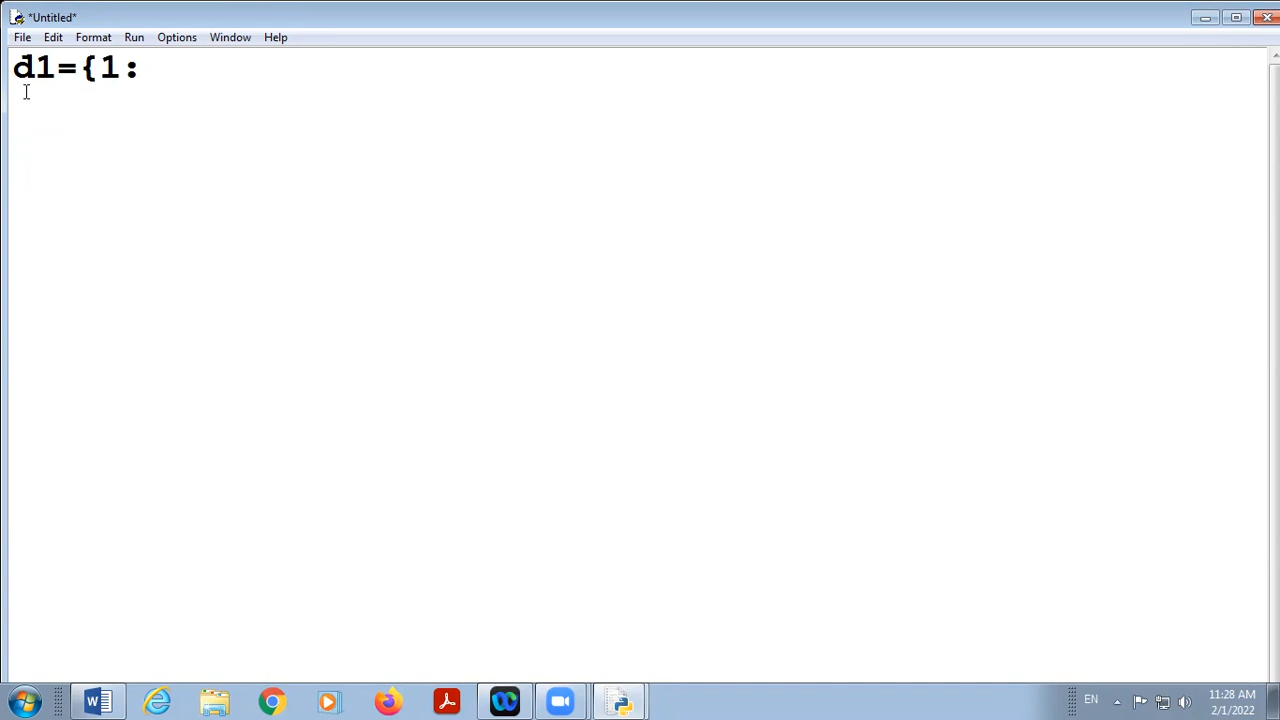 *Untitled*
File Edit Format Run Options Window Help
d1={1:
EN
11:28 AM
2/1/2022